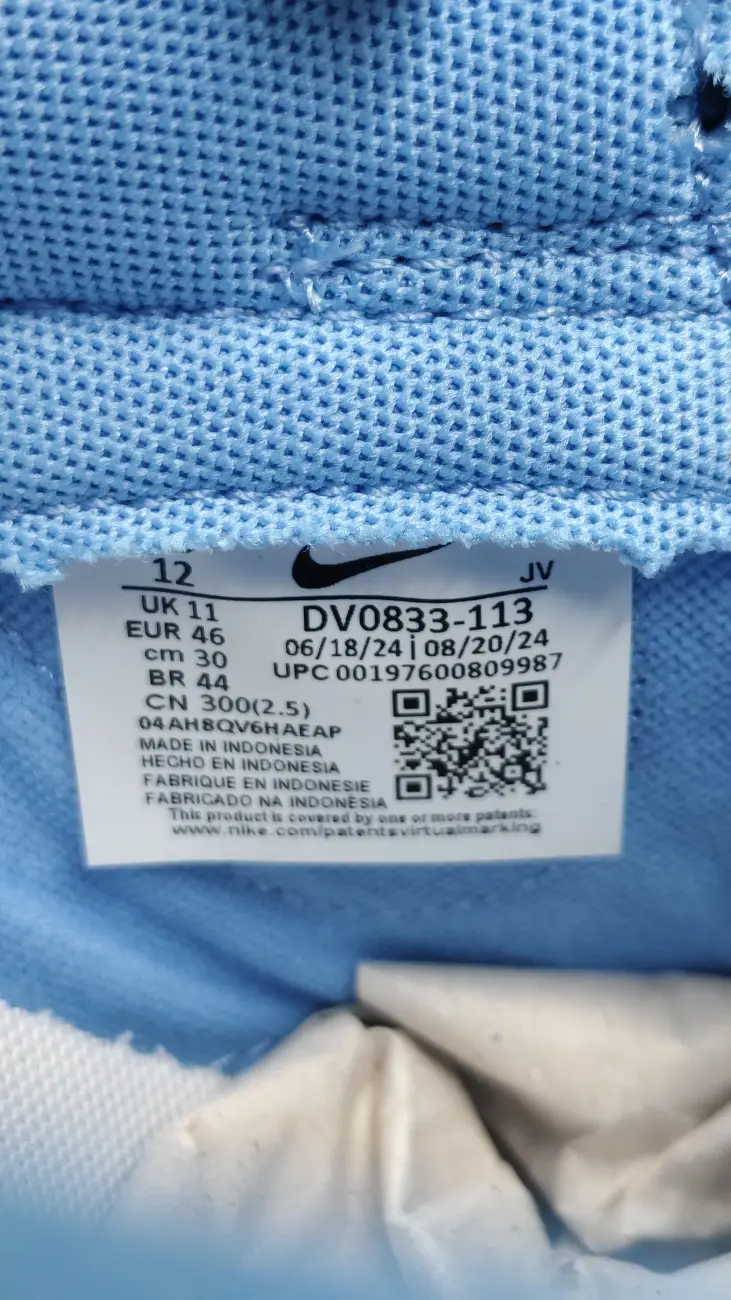 12
JV
UK 11
EUR 46
cm 30
BR 44
CN 300(2.5)
04AH8QV6HAEAP
MADE IN INDONESIA
HECHO EN INDONESIA
FABRIQUE EN INDONESIE
FABRICADO NA INDONÉSIA
DV0833-113
06/18/24 | 08/20/24
UPC 00197600809987
This product is covered by one or more patents:
www.nike.com/patentsvirtualmarking